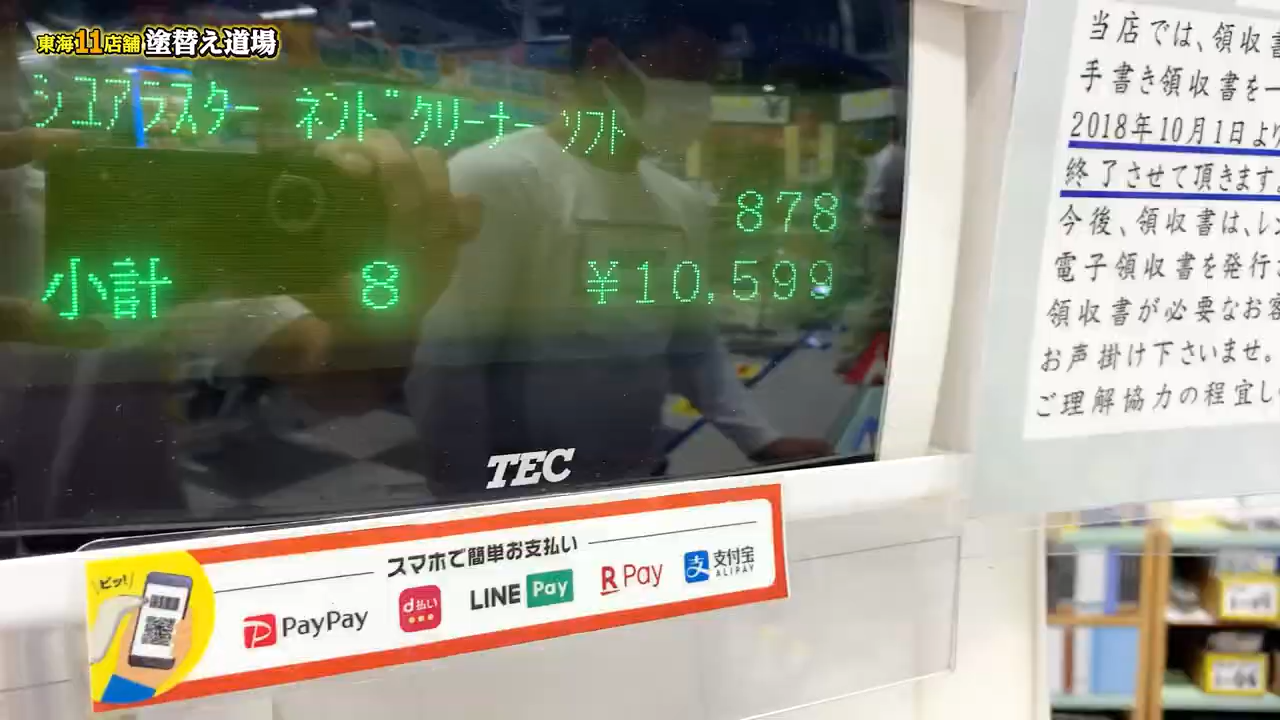 東海11店舗 塗替え道場
シュアラスター ネンドクリーナー ソフト
878
小計 8 ¥10,599
TEC
スマホで簡単お支払い
ピッ!
PayPay
d払い
LINE Pay
R Pay
支付宝
ALIPAY
当店では、領収書
手書き領収書を一
2018年10月1日より
終了させて頂きます。
今後、領収書は、レシ
電子領収書を発行
領収書が必要なお客
お声掛け下さいませ。
ご理解協力の程宜し